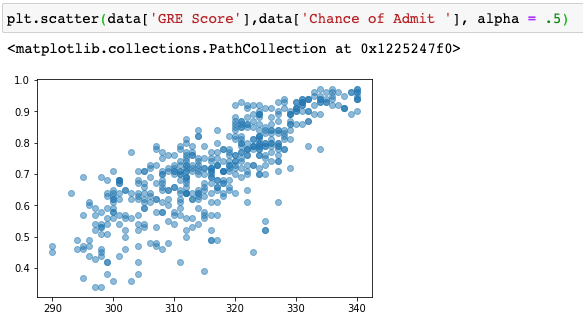 plt.scatter(data['GRE Score'],data['Chance of Admit '], alpha = .5)
<matplotlib.collections.PathCollection at 0x1225247f0>
1.0
0.9
0.8
0.7
0.6
0.5
0.4
290 300 310 320 330 340